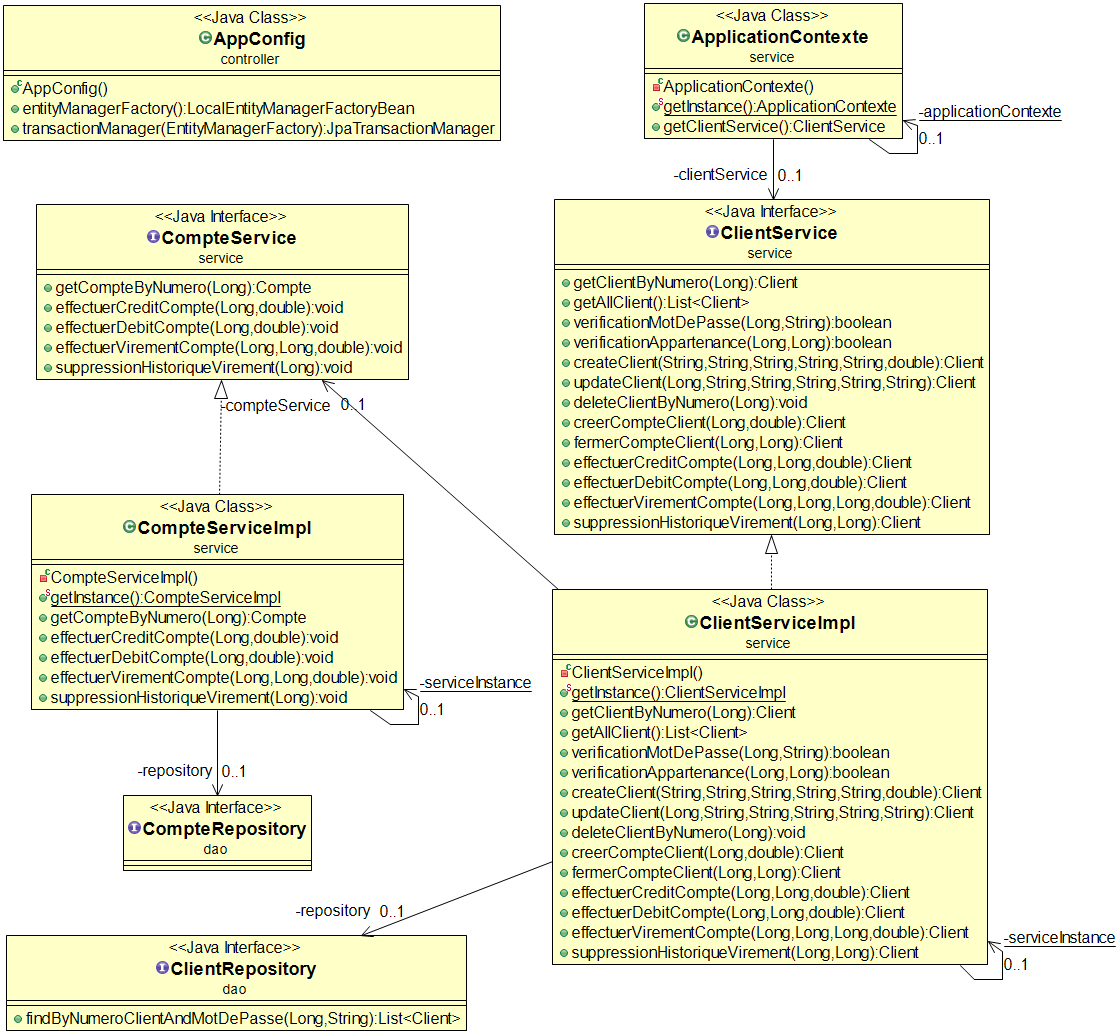 <<Java Class>>
AppConfig
controller
AppConfig()
entityManagerFactory():LocalEntityManagerFactoryBean
transactionManager(EntityManagerFactory):JpaTransactionManager
<<Java Class>>
ApplicationContexte
service
ApplicationContexte()
getInstance():ApplicationContexte
getClientService():ClientService
-applicationContexte
0..1
-clientService 0..1
<<Java Interface>>
CompteService
service
getCompteByNumero(Long):Compte
effectuerCreditCompte(Long,double):void
effectuerDebitCompte(Long,double):void
effectuerVirementCompte(Long,Long,double):void
suppressionHistoriqueVirement(Long):void
<<Java Interface>>
ClientService
service
getClientByNumero(Long):Client
getAllClient():List<Client>
verificationMotDePasse(Long,String):boolean
verificationAppartenance(Long,Long):boolean
createClient(String,String,String,String,String,double):Client
updateClient(Long,String,String,String,String,String):Client
deleteClientByNumero(Long):void
creerCompteClient(Long,double):Client
fermerCompteClient(Long,Long):Client
effectuerCreditCompte(Long,Long,double):Client
effectuerDebitCompte(Long,Long,double):Client
effectuerVirementCompte(Long,Long,Long,double):Client
suppressionHistoriqueVirement(Long,Long):Client
-compteService 0..1
<<Java Class>>
CompteServiceImpl
service
CompteServiceImpl()
getInstance():CompteServiceImpl
getCompteByNumero(Long):Compte
effectuerCreditCompte(Long,double):void
effectuerDebitCompte(Long,double):void
effectuerVirementCompte(Long,Long,double):void
suppressionHistoriqueVirement(Long):void
-serviceInstance
0..1
-repository 0..1
<<Java Interface>>
CompteRepository
dao
<<Java Class>>
ClientServiceImpl
service
ClientServiceImpl()
getInstance():ClientServiceImpl
getClientByNumero(Long):Client
getAllClient():List<Client>
verificationMotDePasse(Long,String):boolean
verificationAppartenance(Long,Long):boolean
createClient(String,String,String,String,String,double):Client
updateClient(Long,String,String,String,String,String):Client
deleteClientByNumero(Long):void
creerCompteClient(Long,double):Client
fermerCompteClient(Long,Long):Client
effectuerCreditCompte(Long,Long,double):Client
effectuerDebitCompte(Long,Long,double):Client
effectuerVirementCompte(Long,Long,Long,double):Client
suppressionHistoriqueVirement(Long,Long):Client
-serviceInstance
0..1
-repository 0..1
<<Java Interface>>
ClientRepository
dao
findByNumeroClientAndMotDePasse(Long,String):List<Client>